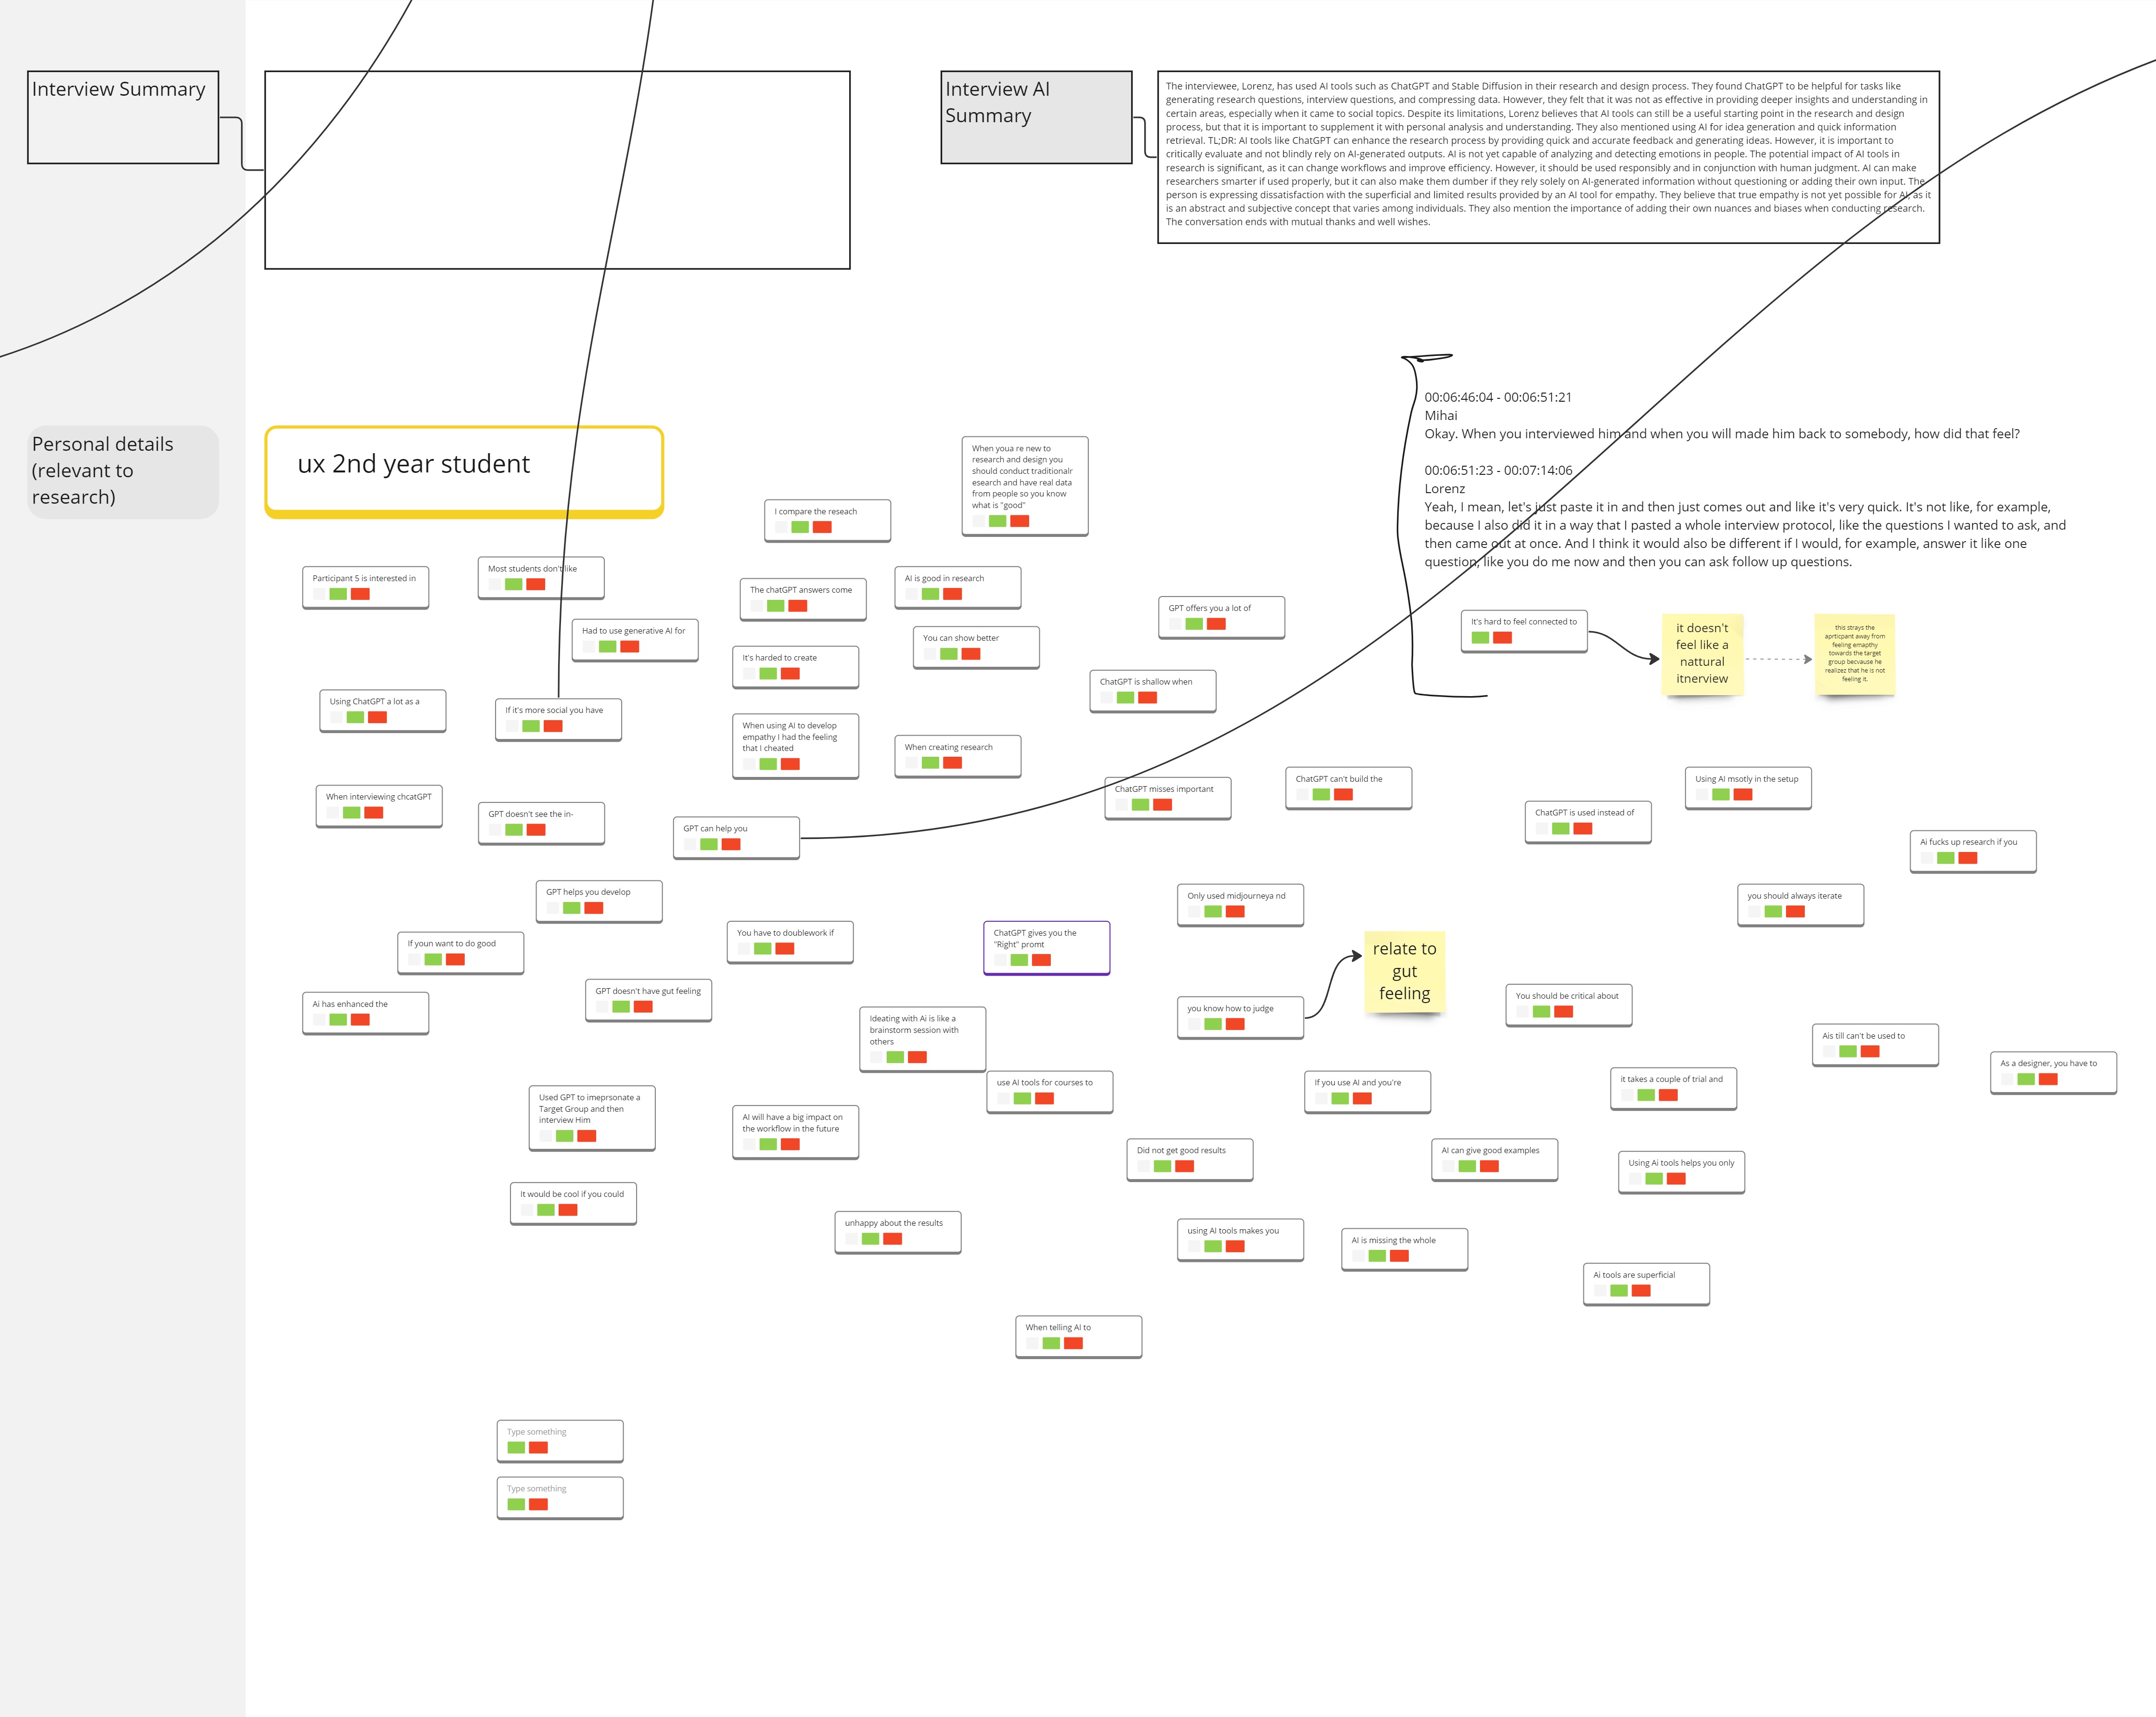 Interview Summary
Interview AI
Summary
The interviewee, Lorenz, has used AI tools such as ChatGPT and Stable Diffusion in their research and design process. They found ChatGPT to be helpful for tasks like
generating research questions, interview questions, and compressing data. However, they felt that it was not as effective in providing deeper insights and understanding in
certain areas, especially when it came to social topics. Despite its limitations, Lorenz believes that AI tools can still be a useful starting point in the research and design
process, but that it is important to supplement it with personal analysis and understanding. They also mentioned using AI for idea generation and quick information
retrieval. TL;DR: AI tools like ChatGPT can enhance the research process by providing quick and accurate feedback and generating ideas. However, it is important to
critically evaluate and not blindly rely on AI-generated outputs. AI is not yet capable of analyzing and detecting emotions in people. The potential impact of AI tools in
research is significant, as it can change workflows and improve efficiency. However, it should be used responsibly and in conjunction with human judgment. AI can make
researchers smarter if used properly, but it can also make them dumber if they rely solely on AI-generated information without questioning or adding their own input. The
person is expressing dissatisfaction with the superficial and limited results provided by an AI tool for empathy. They believe that true empathy is not yet possible for AI, as it
is an abstract and subjective concept that varies among individuals. They also mention the importance of adding their own nuances and biases when conducting research.
The conversation ends with mutual thanks and well wishes.
Personal details
(relevant to
research)
ux 2nd year student
00:06:46:04 - 00:06:51:21
Mihai
Okay. When you interviewed him and when you will made him back to somebody, how did that feel?
00:06:51:23 - 00:07:14:06
Lorenz
Yeah, I mean, let's just paste it in and then just comes out and like it's very quick. It's not like, for example,
because I also did it in a way that I pasted a whole interview protocol, like the questions I wanted to ask, and
then came out at once. And I think it would also be different if I would, for example, answer it like one
question, like you do me now and then you can ask follow up questions.
When youa re new to
research and design you
should conduct traditionalr
esearch and have real data
from people so you know
what is "good"
I compare the reseach
Participant 5 is interested in
Most students don't like
The chatGPT answers come
AI is good in research
GPT offers you a lot of
Had to use generative AI for
You can show better
It's hard to feel connected to
it doesn't
feel like a
nattural
itnerview
this strays the
aprticpant away from
feeling emapthy
towards the target
group becvause he
realizez that he is not
feeling it.
It's harded to create
ChatGPT is shallow when
Using ChatGPT a lot as a
If it's more social you have
When using AI to develop
empathy I had the feeling
that I cheated
When creating research
When interviewing chcatGPT
GPT doesn't see the in-
GPT can help you
ChatGPT misses important
ChatGPT can't build the
Using AI msotly in the setup
ChatGPT is used instead of
Ai fucks up research if you
GPT helps you develop
Only used midjourneya nd
you should always iterate
If youn want to do good
You have to doublework if
ChatGPT gives you the
"Right" promt
relate to
gut
feeling
Ai has enhanced the
GPT doesn't have gut feeling
Ideating with Ai is like a
brainstorm session with
others
you know how to judge
You should be critical about
Ais till can't be used to
As a designer, you have to
use AI tools for courses to
If you use AI and you're
it takes a couple of trial and
Used GPT to imeprsonate a
Target Group and then
interview Him
AI will have a big impact on
the workflow in the future
Did not get good results
AI can give good examples
Using Ai tools helps you only
It would be cool if you could
unhappy about the results
using AI tools makes you
AI is missing the whole
Ai tools are superficial
When telling AI to
Type something
Type something